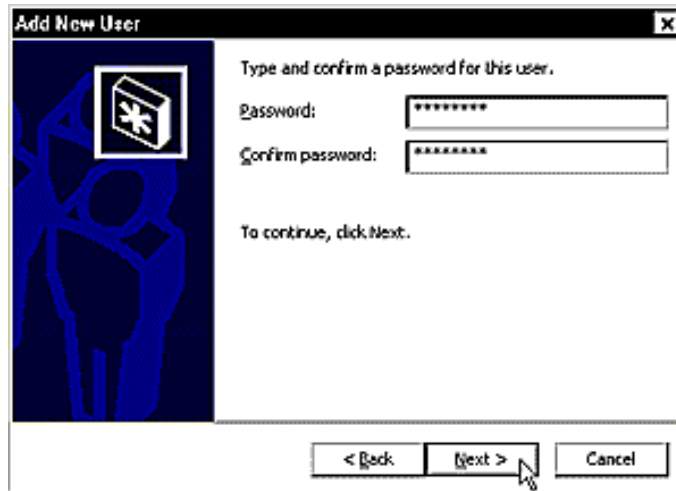 Add New User
Type and confirm a password for this user.
Password: ********
Confirm password: ********
To continue, click Next.
< Back Next > Cancel